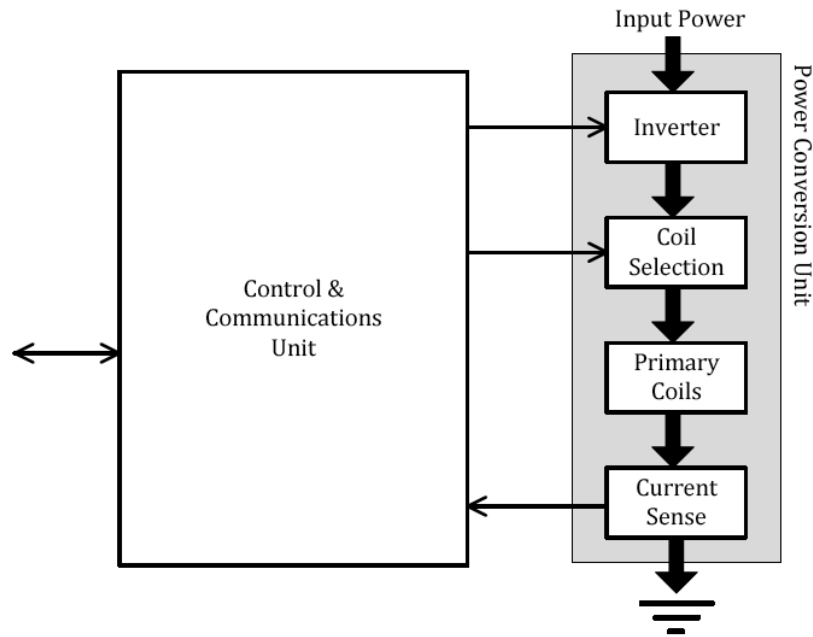 Input Power
Control &
Communications
Unit
Inverter
Coil
Selection
Primary
Coils
Current
Sense
Power Conversion Unit